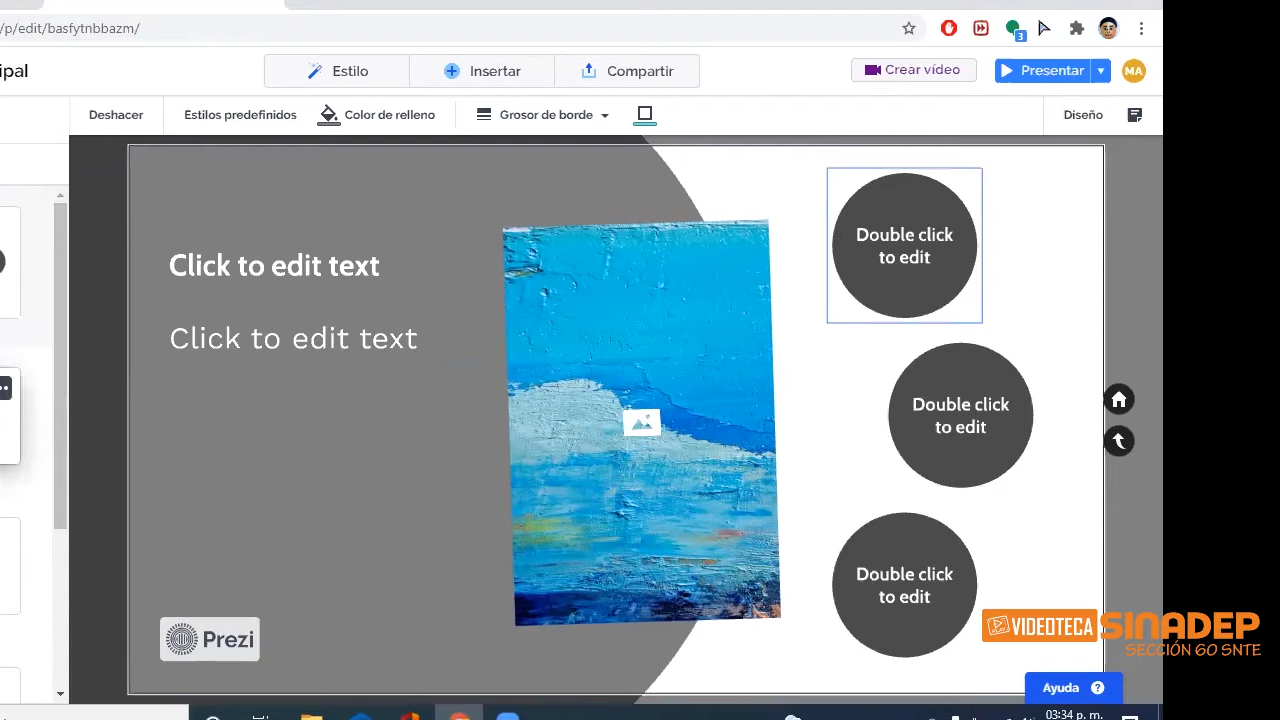 /p/edit/basfytnbbazm/
3
ipal
Estilo
Insertar
Compartir
Crear vídeo
Presentar
MA
Deshacer
Estilos predefinidos
Color de relleno
Grosor de borde
Diseño
Click to edit text
Click to edit text
Double click
to edit
Double click
to edit
Double click
to edit
Prezi
VIDEOTECA
SINADEP
SECCIÓN 60 SNTE
Ayuda ?
03:34 p. m.